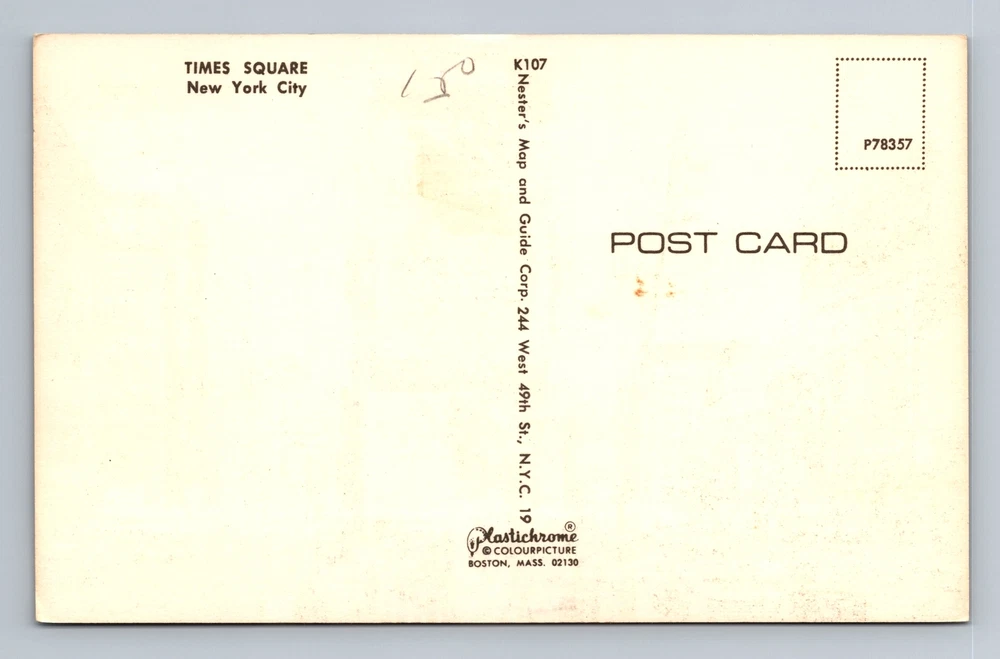 TIMES SQUARE
New York City
150
K107
Nester's Map and Guide Corp. 244 West 49th St., N.Y.C. 19
P78357
POST CARD
Plastichrome ®
© COLOURPICTURE
BOSTON, MASS. 02130